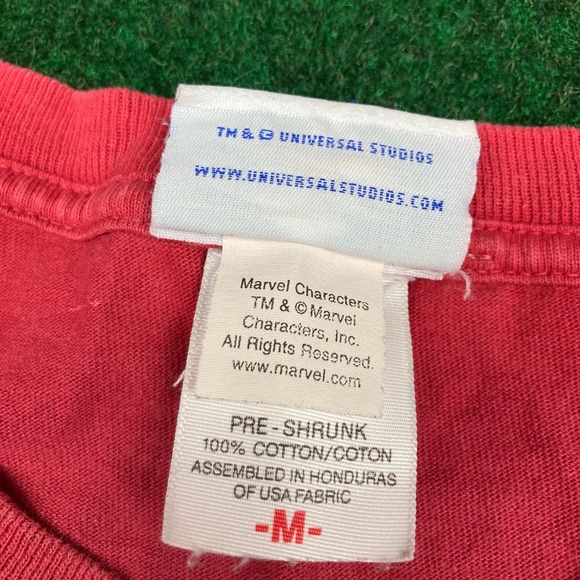 TM & © UNIVERSAL STUDIOS
WWW.UNIVERSALSTUDIOS.COM
Marvel Characters
TM & © Marvel
Characters, Inc.
All Rights Reserved.
www.marvel.com
PRE-SHRUNK
100% COTTON/COTON
ASSEMBLED IN HONDURAS
OF USA FABRIC
-M-